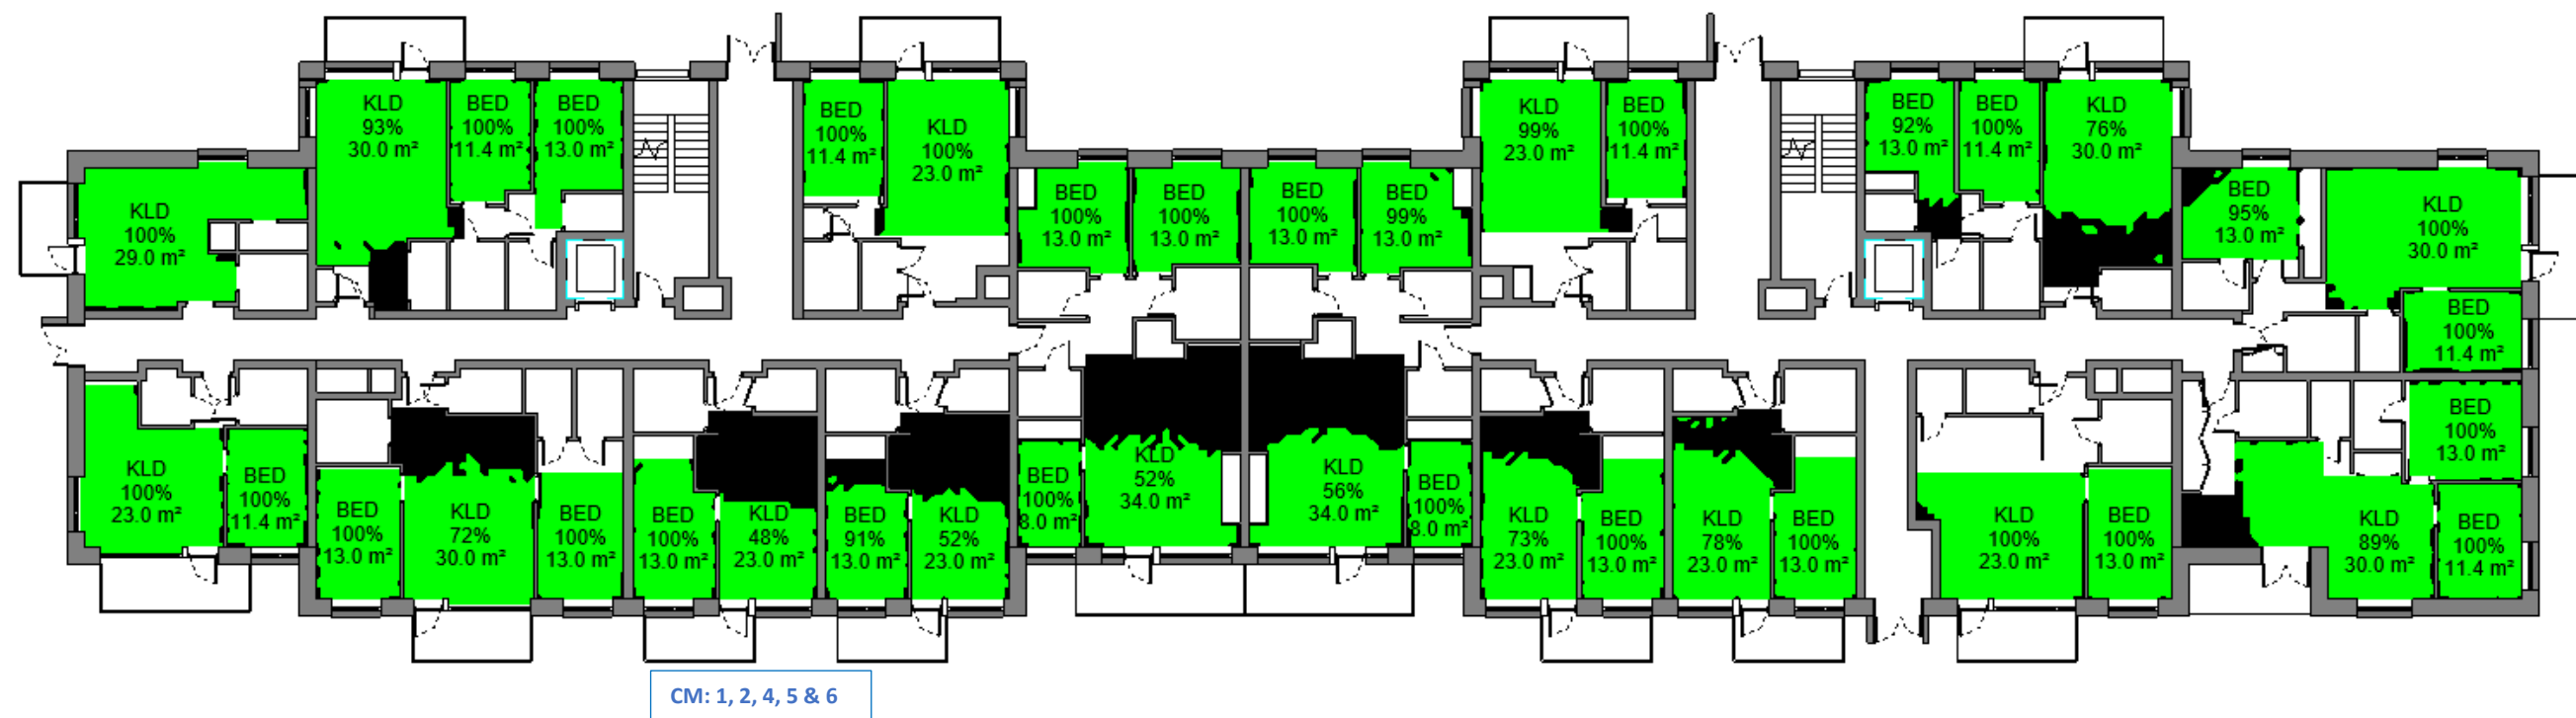 KLD
93%
30.0 m²
BED
100%
11.4 m²
BED
100%
13.0 m²
BED
100%
11.4 m²
KLD
100%
23.0 m²
KLD
99%
23.0 m²
BED
100%
11.4 m²
BED
92%
13.0 m²
BED
100%
11.4 m²
KLD
76%
30.0 m²
KLD
100%
29.0 m²
BED
100%
13.0 m²
BED
100%
13.0 m²
BED
100%
13.0 m²
BED
99%
13.0 m²
BED
95%
13.0 m²
KLD
100%
30.0 m²
BED
100%
11.4 m²
KLD
100%
23.0 m²
BED
100%
11.4 m²
BED
100%
13.0 m²
KLD
72%
30.0 m²
BED
100%
13.0 m²
BED
100%
13.0 m²
KLD
48%
23.0 m²
BED
91%
13.0 m²
KLD
52%
23.0 m²
BED
100%
8.0 m²
KLD
52%
34.0 m²
KLD
56%
34.0 m²
BED
100%
8.0 m²
KLD
73%
23.0 m²
BED
100%
13.0 m²
KLD
78%
23.0 m²
BED
100%
13.0 m²
KLD
100%
23.0 m²
BED
100%
13.0 m²
BED
100%
13.0 m²
KLD
89%
30.0 m²
BED
100%
11.4 m²
CM: 1, 2, 4, 5 & 6